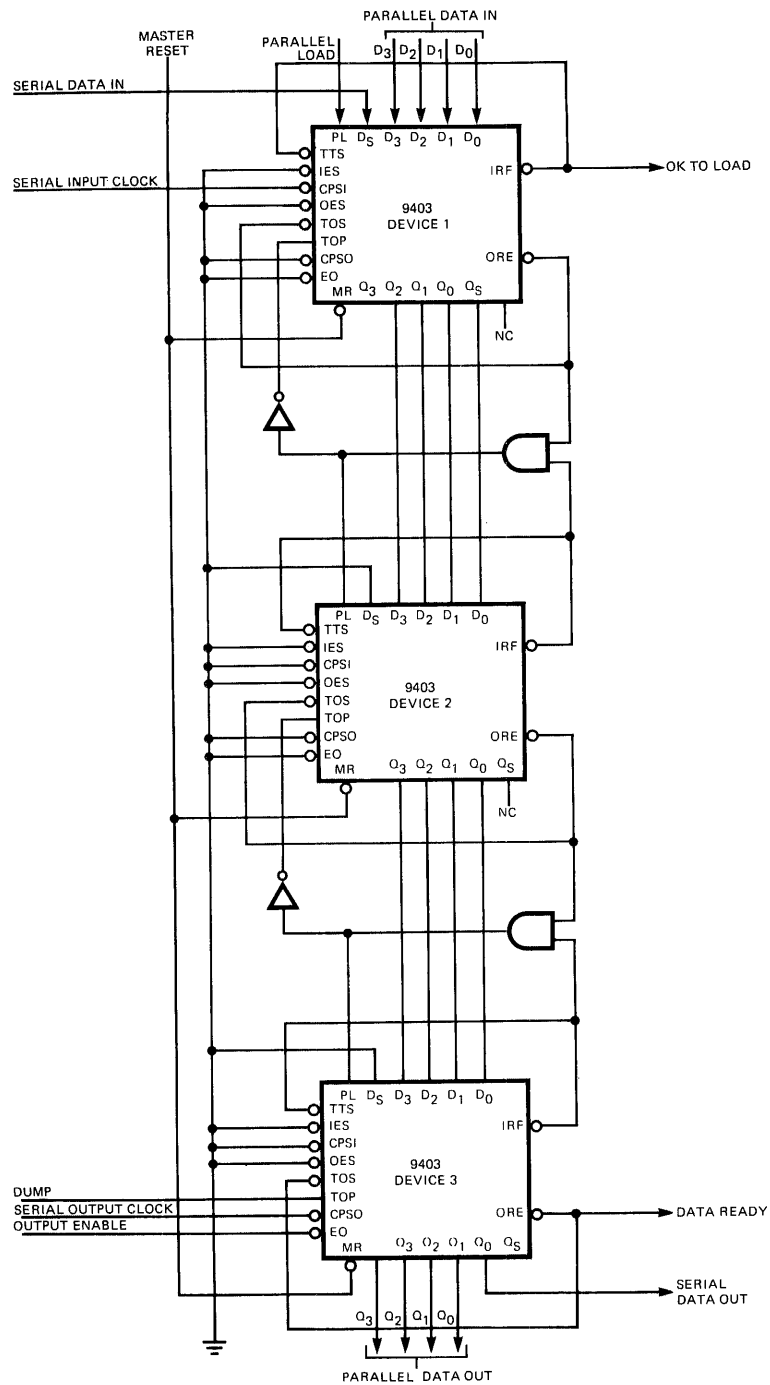 PARALLEL DATA IN
MASTER
RESET
PARALLEL
LOAD
D3 D2 D1 D0
SERIAL DATA IN
PL DS D3 D2 D1 D0
TTS
IES
IRF
OK TO LOAD
SERIAL INPUT CLOCK
CPSI
OES
9403
DEVICE 1
TOS
TOP
CPSO
ORE
EO
MR Q3 Q2 Q1 Q0 QS
NC
PL DS D3 D2 D1 D0
TTS
IES
IRF
CPSI
OES
9403
DEVICE 2
TOS
TOP
CPSO
ORE
EO
MR Q3 Q2 Q1 Q0 QS
NC
PL DS D3 D2 D1 D0
TTS
IES
IRF
CPSI
OES
9403
DEVICE 3
TOS
DUMP
TOP
SERIAL OUTPUT CLOCK
CPSO
ORE
DATA READY
OUTPUT ENABLE
EO
MR Q3 Q2 Q1 Q0 QS
SERIAL
DATA OUT
Q3 Q2 Q1 Q0
PARALLEL DATA OUT